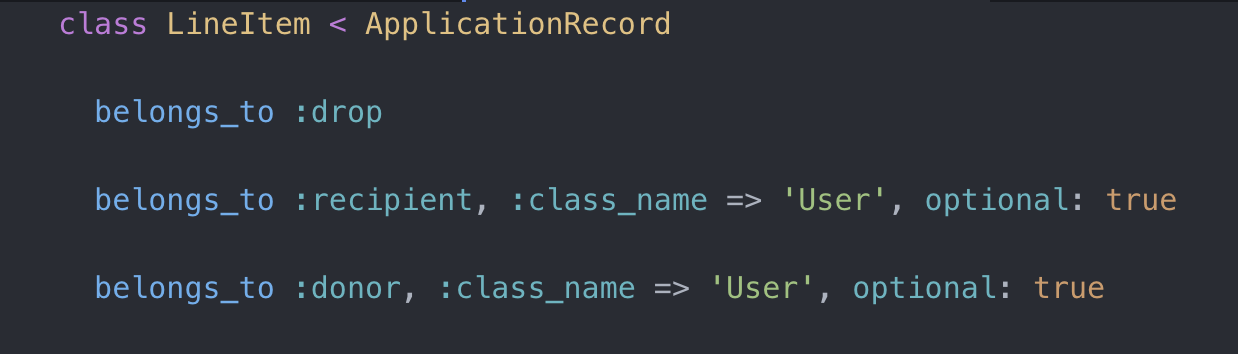 class LineItem < ApplicationRecord
belongs_to :drop
belongs_to :recipient, :class_name => 'User', optional: true
belongs_to :donor, :class_name => 'User', optional: true